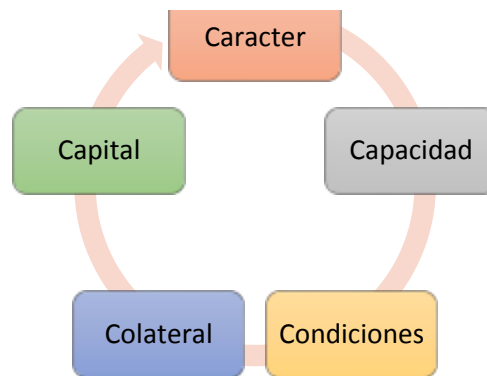 Caracter
Capacidad
Condiciones
Colateral
Capital